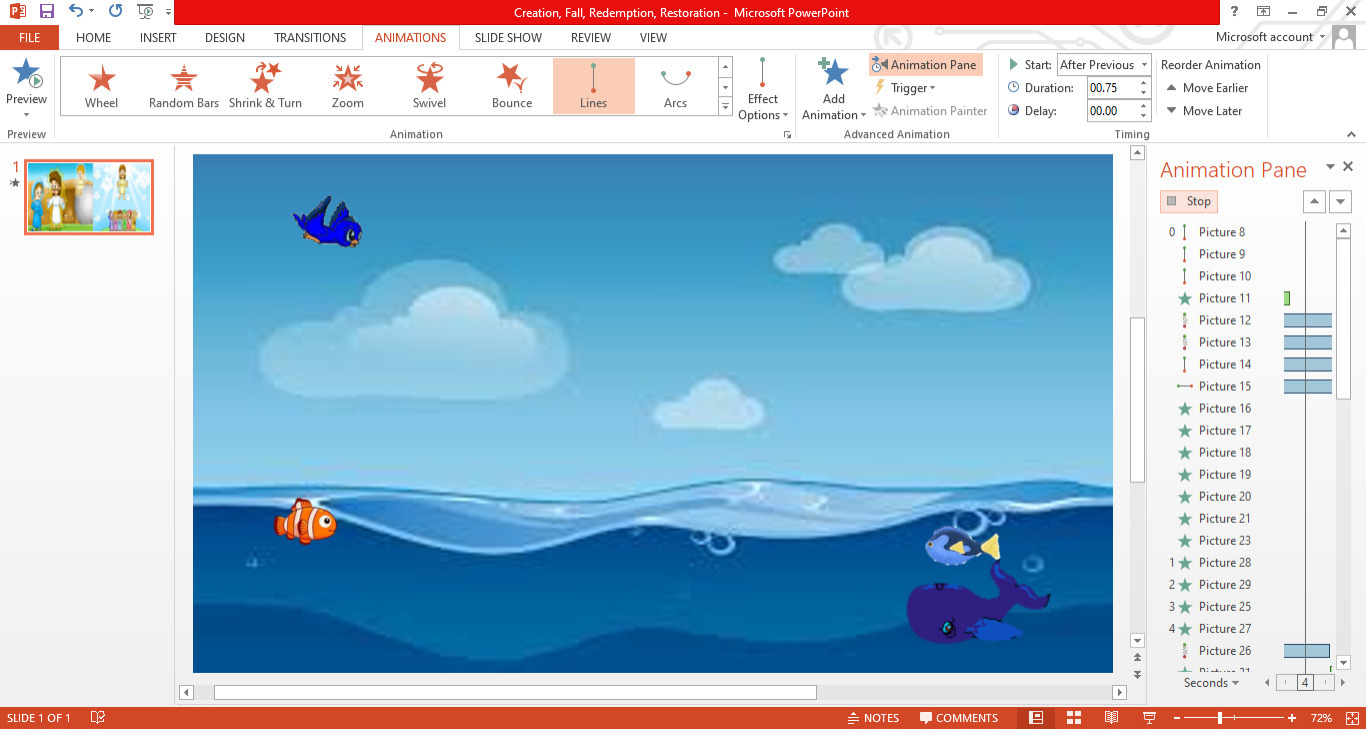 Creation, Fall, Redemption, Restoration - Microsoft PowerPoint
?
FILE HOME INSERT DESIGN TRANSITIONS ANIMATIONS SLIDE SHOW REVIEW VIEW Microsoft account
Preview
Wheel Random Bars Shrink & Turn Zoom Swivel Bounce Lines Arcs
Effect Options
Add Animation
Animation Pane
Trigger
Animation Painter
Start: After Previous
Duration: 00.75
Delay: 00.00
Reorder Animation
Move Earlier
Move Later
Preview Animation Advanced Animation Timing
1
Animation Pane
Stop
0 Picture 8
Picture 9
Picture 10
Picture 11
Picture 12
Picture 13
Picture 14
Picture 15
Picture 16
Picture 17
Picture 18
Picture 19
Picture 20
Picture 21
Picture 23
1 Picture 28
2 Picture 29
3 Picture 25
4 Picture 27
Picture 26
Seconds 4
SLIDE 1 OF 1 NOTES COMMENTS 72%